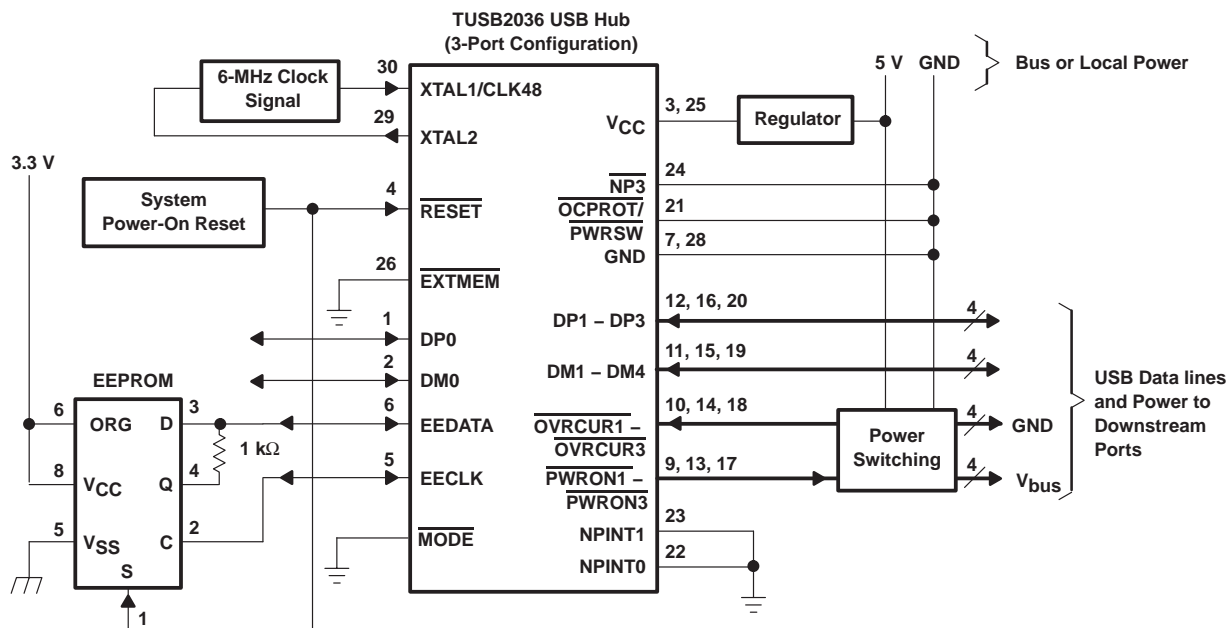 TUSB2036 USB Hub
(3-Port Configuration)
6-MHz Clock
Signal
30
XTAL1/CLK48
29
XTAL2
3.3 V
System
Power-On Reset
4
RESET
26
EXTMEM
1
DP0
2
DM0
EEPROM
6
ORG
D
3
6
EEDATA
1 kΩ
8
VCC
Q
4
5
EECLK
5
VSS
C
2
MODE
S
1
5 V
GND
Bus or Local Power
3, 25
VCC
Regulator
24
NP3
21
OCPROT/
PWRSW
7, 28
GND
12, 16, 20
DP1 – DP3
4
11, 15, 19
DM1 – DM4
4
USB Data lines
and Power to
Downstream
Ports
10, 14, 18
OVRCUR1 –
OVRCUR3
Power
Switching
4
GND
9, 13, 17
PWRON1 –
PWRON3
4
Vbus
23
NPINT1
22
NPINT0